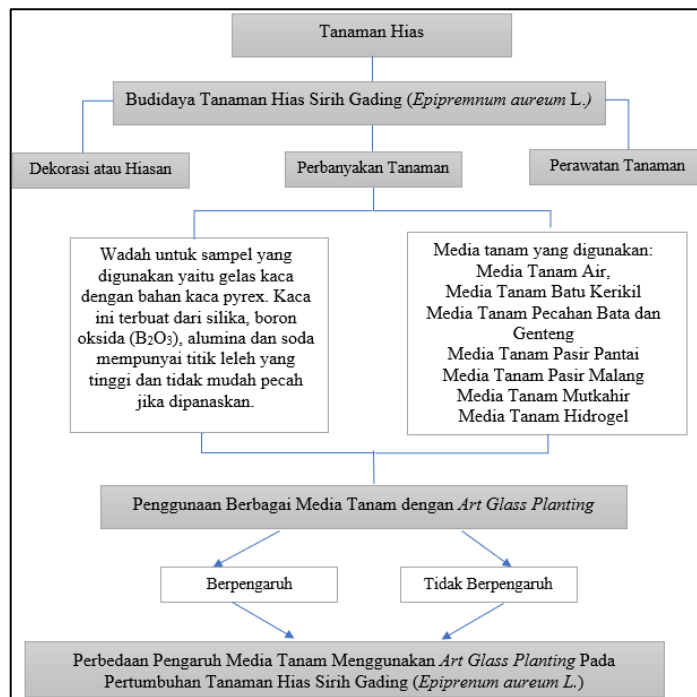 Tanaman Hias
Budidaya Tanaman Hias Sirih Gading (Epipremnum aureum L.)
Dekorasi atau Hiasan
Perbanyakan Tanaman
Perawatan Tanaman
Wadah untuk sampel yang
digunakan yaitu gelas kaca
dengan bahan kaca pyrex. Kaca
ini terbuat dari silika, boron
oksida (B₂O₃), alumina dan soda
mempunyai titik leleh yang
tinggi dan tidak mudah pecah
jika dipanaskan.
Media tanam yang digunakan:
Media Tanam Air,
Media Tanam Batu Kerikil
Media Tanam Pecahan Bata dan
Genteng
Media Tanam Pasir Pantai
Media Tanam Pasir Malang
Media Tanam Mutkahir
Media Tanam Hidrogel
Penggunaan Berbagai Media Tanam dengan Art Glass Planting
Berpengaruh
Tidak Berpengaruh
Perbedaan Pengaruh Media Tanam Menggunakan Art Glass Planting Pada
Pertumbuhan Tanaman Hias Sirih Gading (Epiprenum aureum L.)